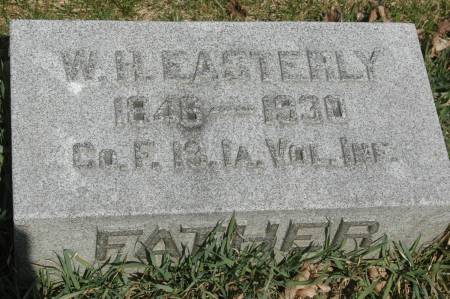 W. H. EASTERLY
1846 — 1930
Co. F. 13. IA. VOL. INF.
FATHER